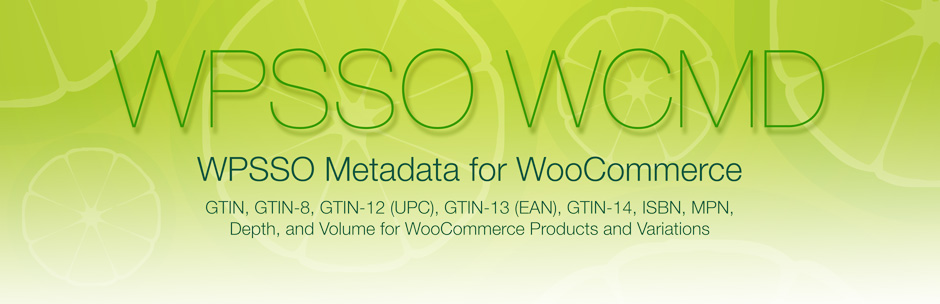 WPSSO WCMD
WPSSO Metadata for WooCommerce
GTIN, GTIN-8, GTIN-12 (UPC), GTIN-13 (EAN), GTIN-14, ISBN, MPN,
Depth, and Volume for WooCommerce Products and Variations